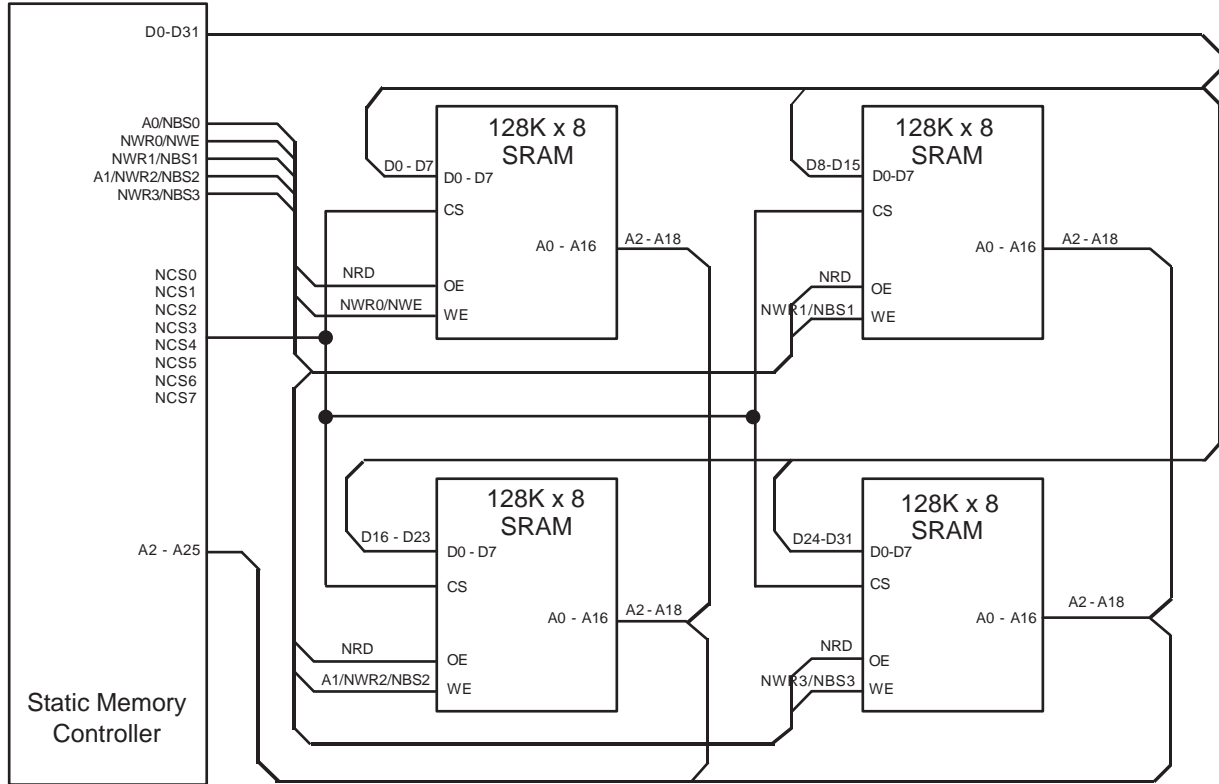 D0-D31
A0/NBS0
NWR0/NWE
NWR1/NBS1
A1/NWR2/NBS2
NWR3/NBS3
NCS0
NCS1
NCS2
NCS3
NCS4
NCS5
NCS6
NCS7
A2 - A25
Static Memory
Controller
128K x 8
SRAM
D0 - D7
D0 - D7
CS
A0 - A16
A2 - A18
NRD
OE
NWR0/NWE
WE
128K x 8
SRAM
D8-D15
D0-D7
CS
A0 - A16
A2 - A18
NRD
OE
NWR1/NBS1
WE
128K x 8
SRAM
D16 - D23
D0 - D7
CS
A0 - A16
A2 - A18
NRD
OE
A1/NWR2/NBS2
WE
128K x 8
SRAM
D24-D31
D0-D7
CS
A0 - A16
A2 - A18
NRD
OE
NWR3/NBS3
WE